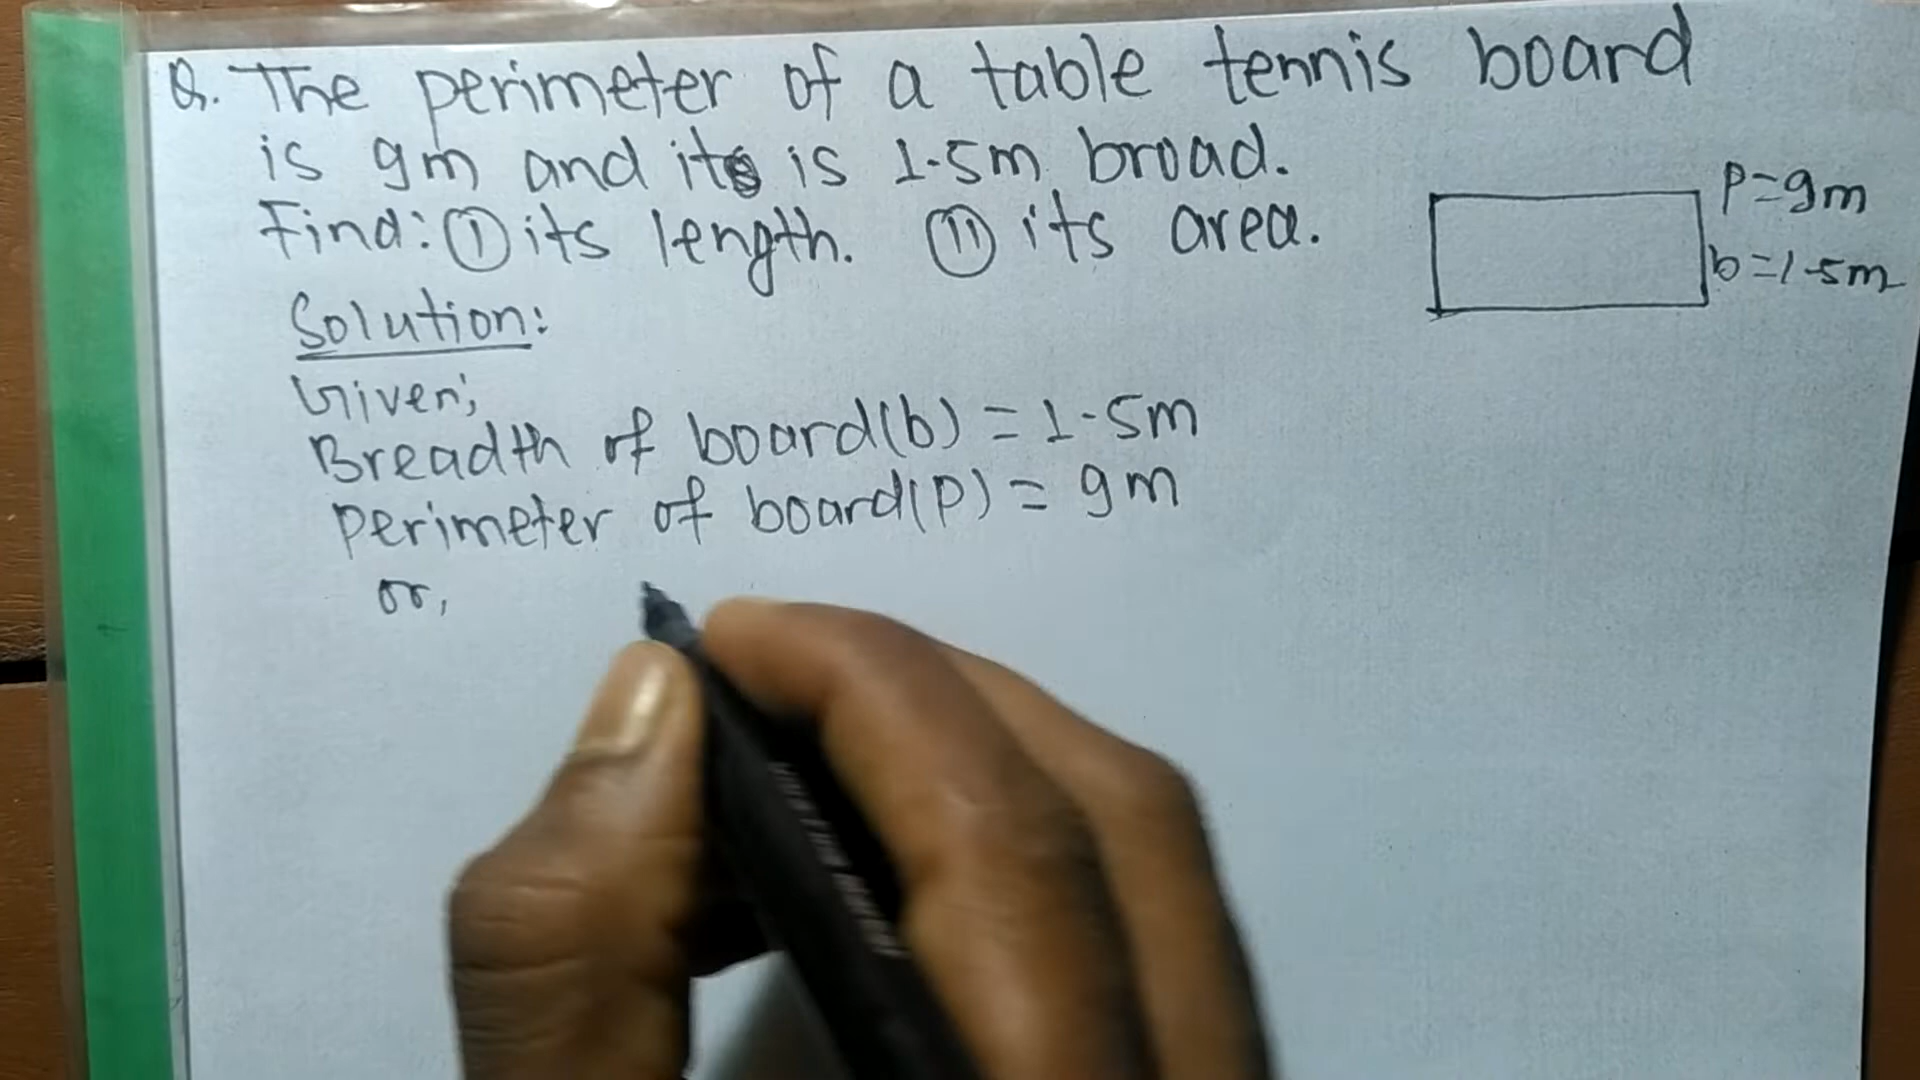 Q. The perimeter of a table tennis board
is 9m and its is 1.5m broad.
Find: (i) its length. (ii) its area.
P=9m
b=1.5m
Solution:
Given;
Breadth of board(b) = 1.5m
Perimeter of board(P) = 9m
or,